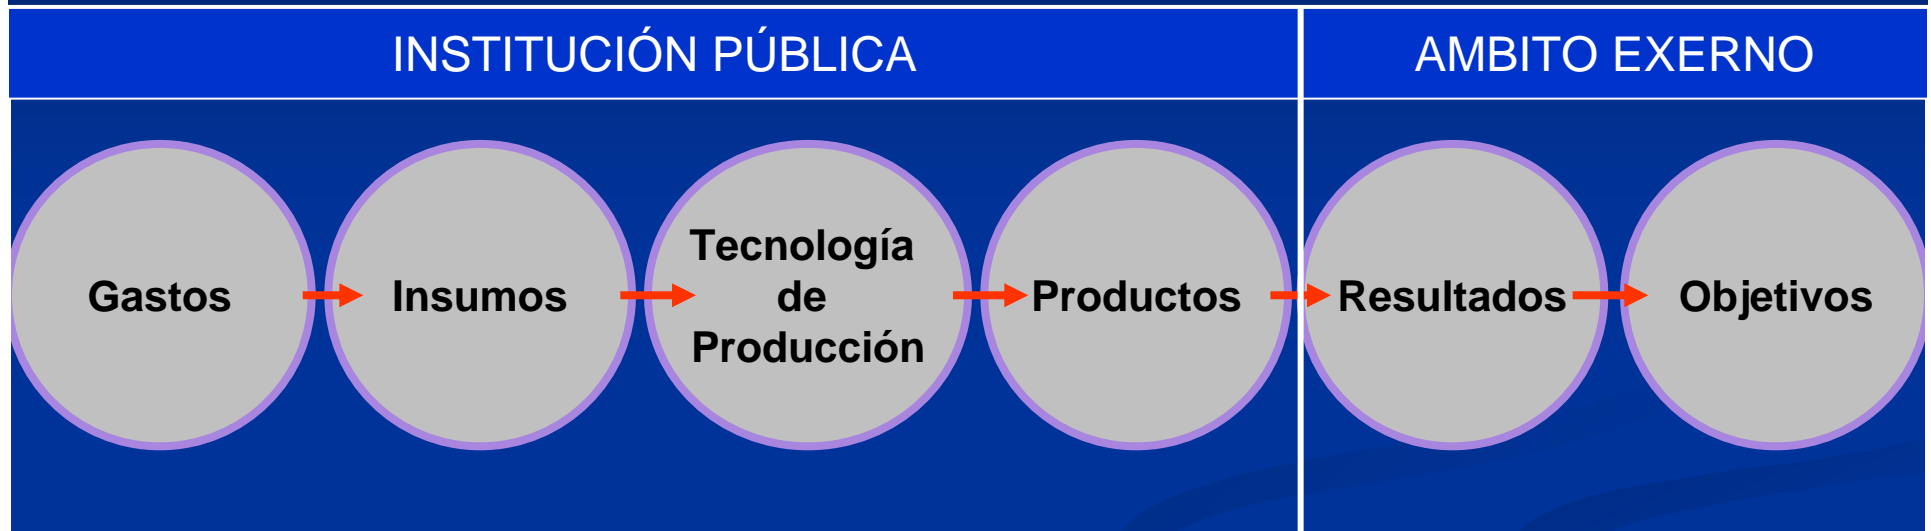 INSTITUCIÓN PÚBLICA
AMBITO EXERNO
Gastos
Insumos
Tecnología
de
Producción
Productos
Resultados
Objetivos